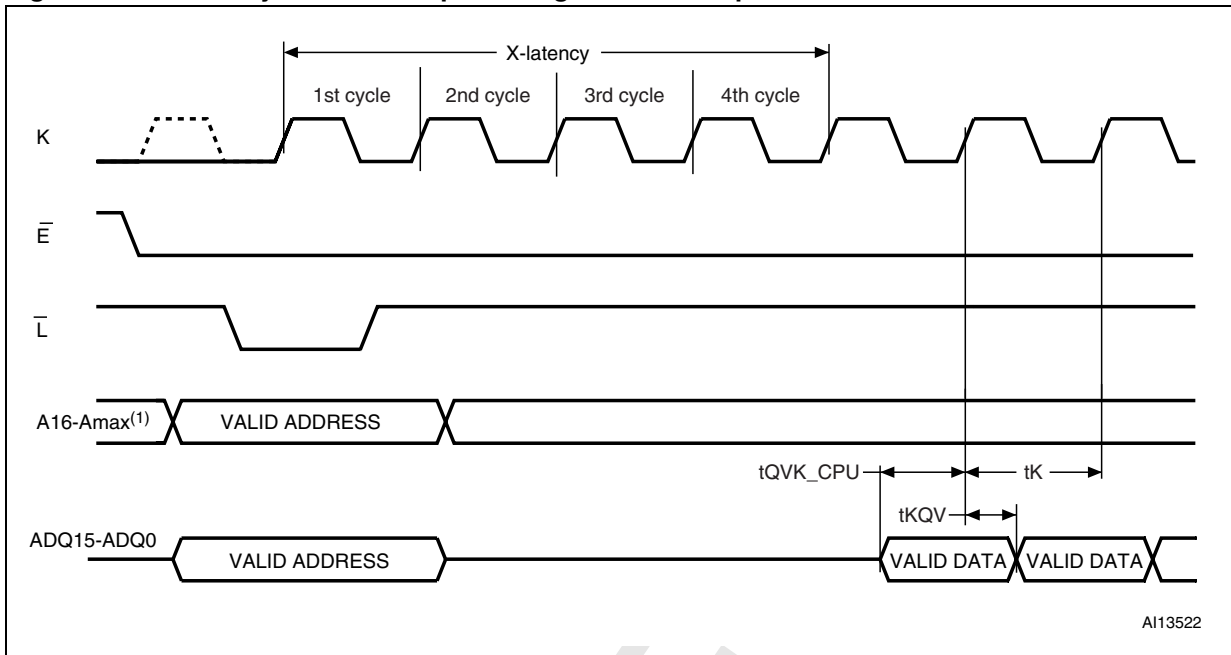 X-latency
1st cycle
2nd cycle
3rd cycle
4th cycle
K
E
L
A16-Amax(1)
VALID ADDRESS
tQVK_CPU
tK
tKQV
ADQ15-ADQ0
VALID ADDRESS
VALID DATA
VALID DATA
AI13522